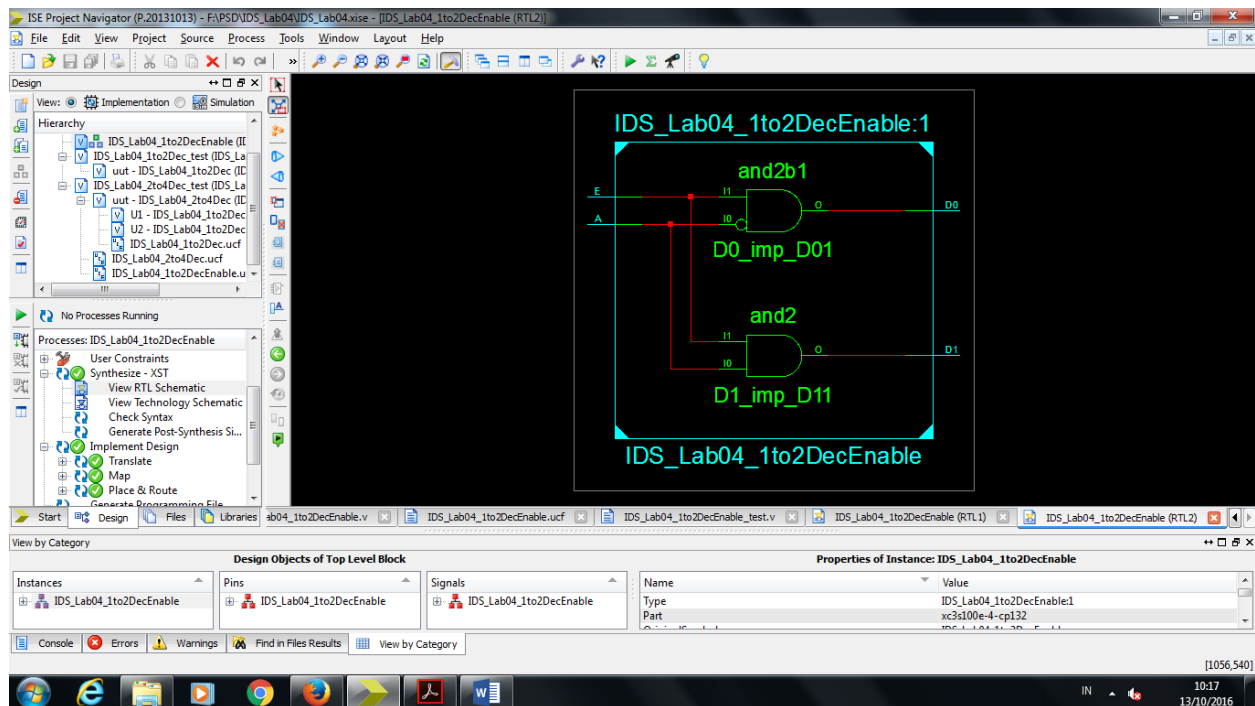 ISE Project Navigator (P.20131013) - F:\PSD\IDS_Lab04\IDS_Lab04.xise - [IDS_Lab04_1to2DecEnable (RTL2)]
File Edit View Project Source Process Tools Window Layout Help
Design
View: Implementation Simulation
Hierarchy
IDS_Lab04_1to2DecEnable (IE
IDS_Lab04_1to2Dec_test (IDS_La
uut - IDS_Lab04_1to2Dec (ID
IDS_Lab04_2to4Dec_test (IDS_La
uut - IDS_Lab04_2to4Dec (ID
U1 - IDS_Lab04_1to2Dec
U2 - IDS_Lab04_1to2Dec
IDS_Lab04_1to2Dec.ucf
IDS_Lab04_2to4Dec.ucf
IDS_Lab04_1to2DecEnable.u
No Processes Running
Processes: IDS_Lab04_1to2DecEnable
User Constraints
Synthesize - XST
View RTL Schematic
View Technology Schematic
Check Syntax
Generate Post-Synthesis Si...
Implement Design
Translate
Map
Place & Route
Generate Programming File
Start Design Files Libraries
IDS_Lab04_1to2DecEnable:1
and2b1
E I1 O D0
A I0
D0_imp_D01
and2
I1 O D1
I0
D1_imp_D11
IDS_Lab04_1to2DecEnable
ab04_1to2DecEnable.v IDS_Lab04_1to2DecEnable.ucf IDS_Lab04_1to2DecEnable_test.v IDS_Lab04_1to2DecEnable (RTL1) IDS_Lab04_1to2DecEnable (RTL2)
View by Category
Design Objects of Top Level Block Properties of Instance: IDS_Lab04_1to2DecEnable
Instances Pins Signals Name Value
IDS_Lab04_1to2DecEnable IDS_Lab04_1to2DecEnable IDS_Lab04_1to2DecEnable Type IDS_Lab04_1to2DecEnable:1
Part xc3s100e-4-cp132
Console Errors Warnings Find in Files Results View by Category
[1056,540]
IN 10:17
13/10/2016